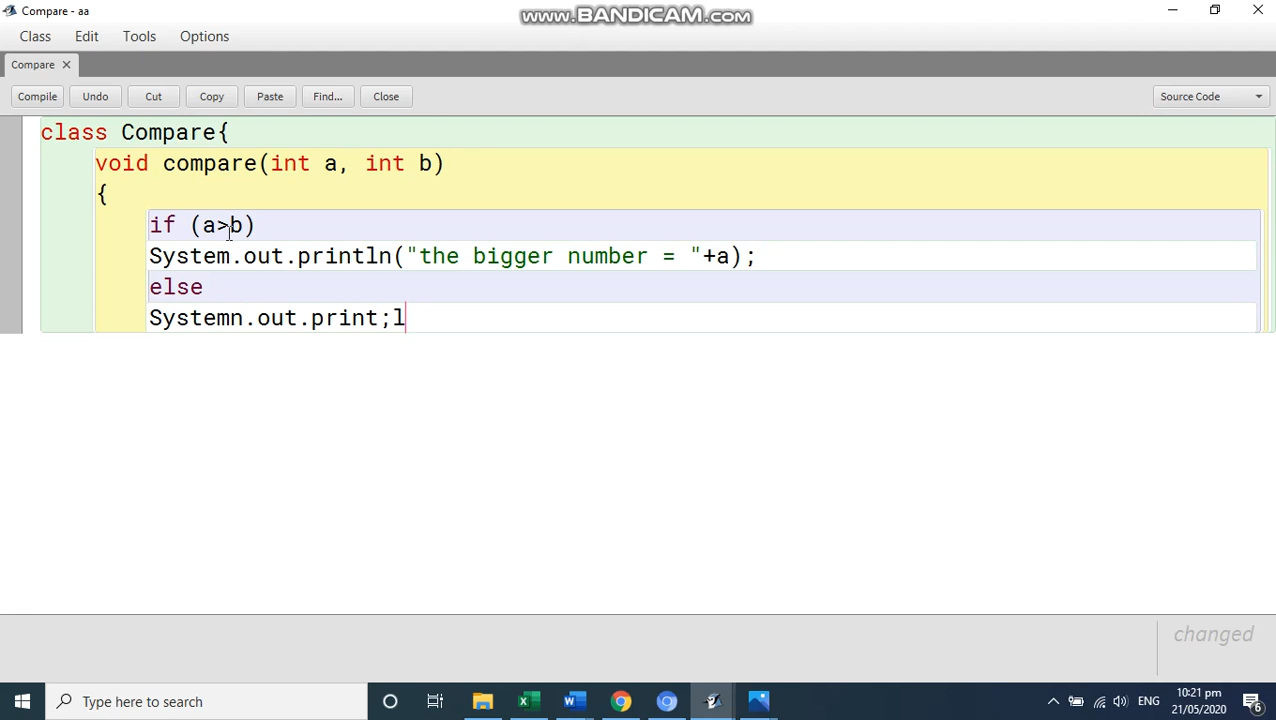 Compare - aa
www.BANDICAM.com
Class Edit Tools Options
Compare
Compile Undo Cut Copy Paste Find... Close Source Code
class Compare{
void compare(int a, int b)
{
if (a>b)
System.out.println("the bigger number = "+a);
else
Systemn.out.print;l
changed
Type here to search
ENG
10:21 pm
21/05/2020
6